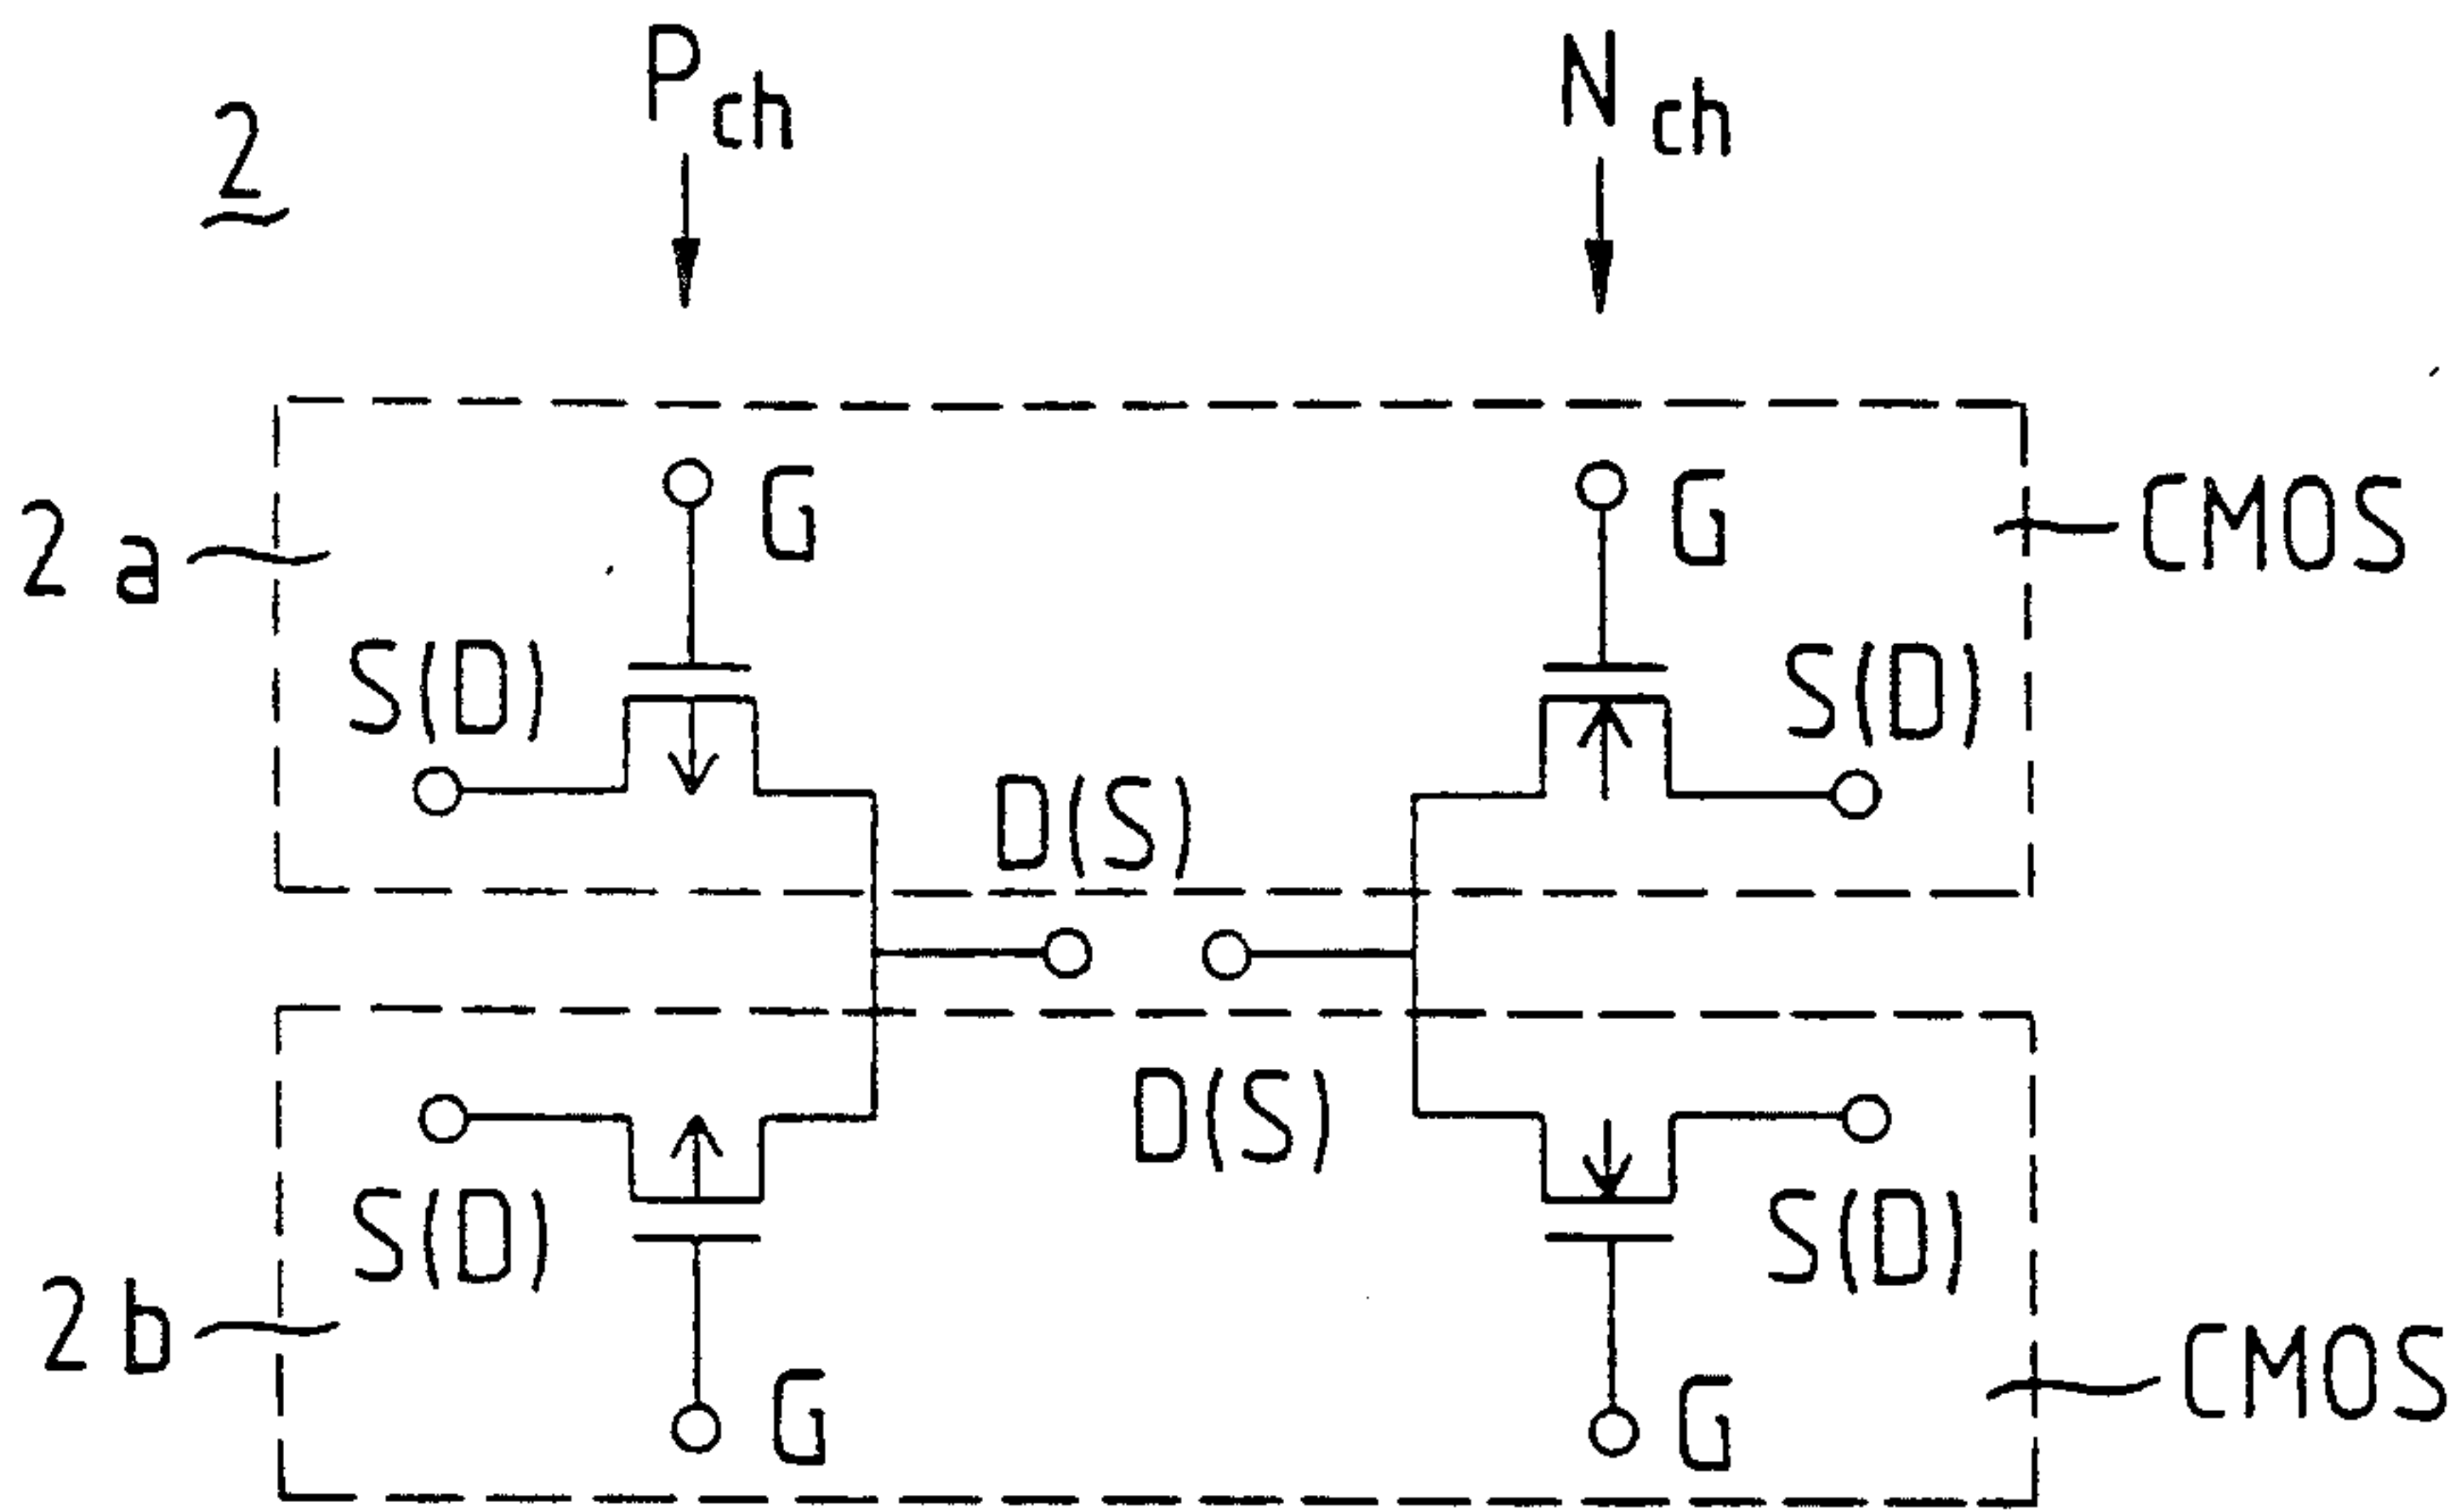 2
P ch
N ch
2 a
G
G
CMOS
S(D)
S(D)
D(S)
D(S)
S(D)
S(D)
2 b
G
G
CMOS